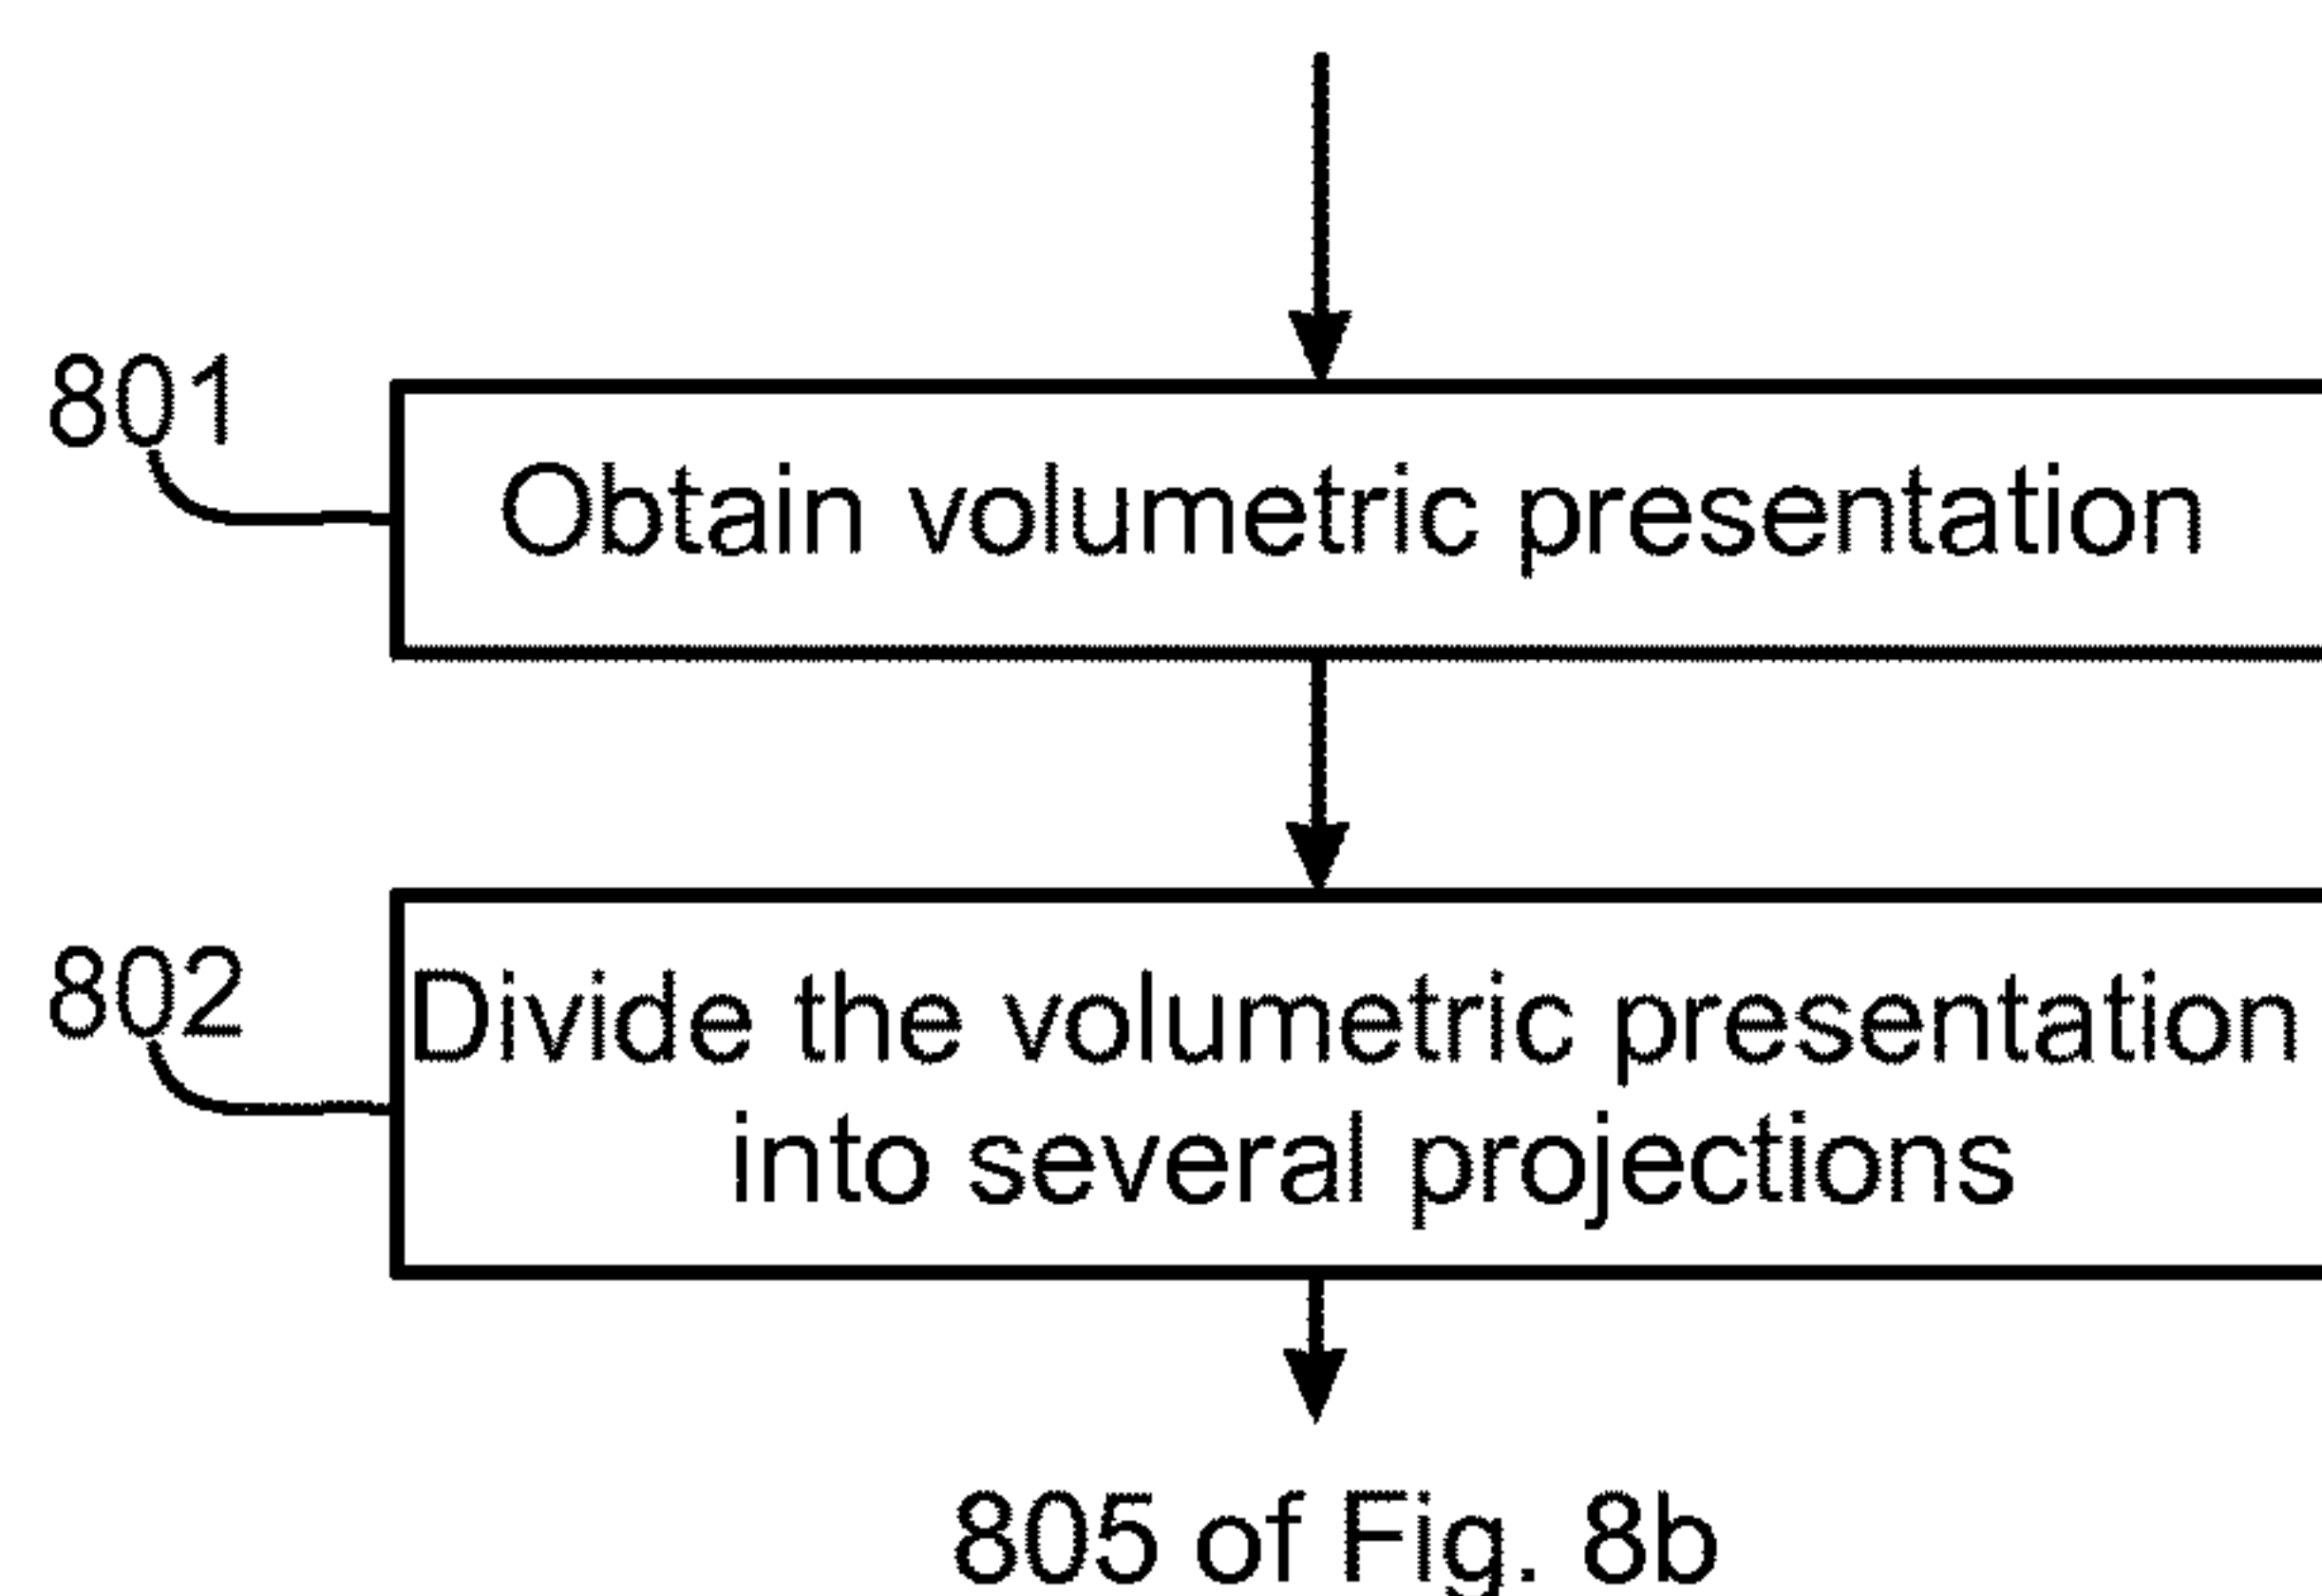 801
Obtain volumetric presentation
802
Divide the volumetric presentation
into several projections
805 of Fig. 8b